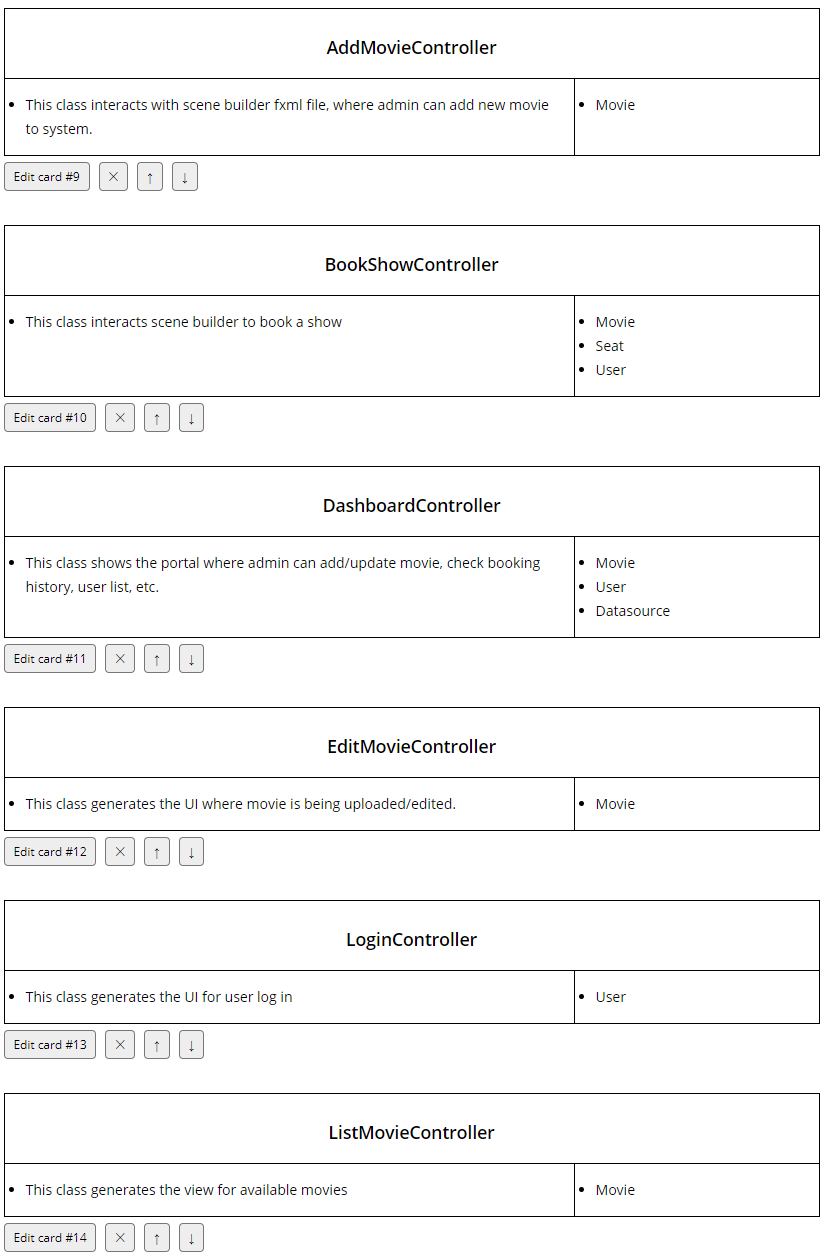 AddMovieController
• This class interacts with scene builder fxml file, where admin can add new movie
to system.
• Movie
Edit card #9 × ↑ ↓
BookShowController
• This class interacts scene builder to book a show
• Movie
• Seat
• User
Edit card #10 × ↑ ↓
DashboardController
• This class shows the portal where admin can add/update movie, check booking
history, user list, etc.
• Movie
• User
• Datasource
Edit card #11 × ↑ ↓
EditMovieController
• This class generates the UI where movie is being uploaded/edited.
• Movie
Edit card #12 × ↑ ↓
LoginController
• This class generates the UI for user log in
• User
Edit card #13 × ↑ ↓
ListMovieController
• This class generates the view for available movies
• Movie
Edit card #14 × ↑ ↓